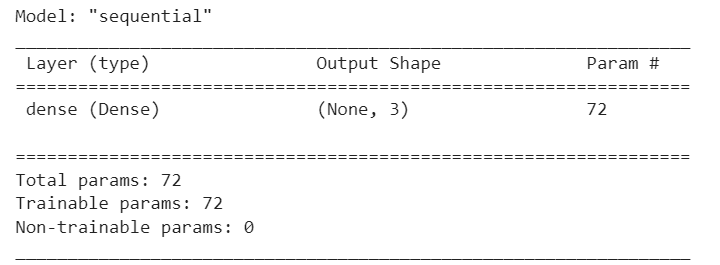 Model: "sequential"
_________________________________________________________________
Layer (type) Output Shape Param #
=================================================================
dense (Dense) (None, 3) 72
=================================================================
Total params: 72
Trainable params: 72
Non-trainable params: 0
_________________________________________________________________